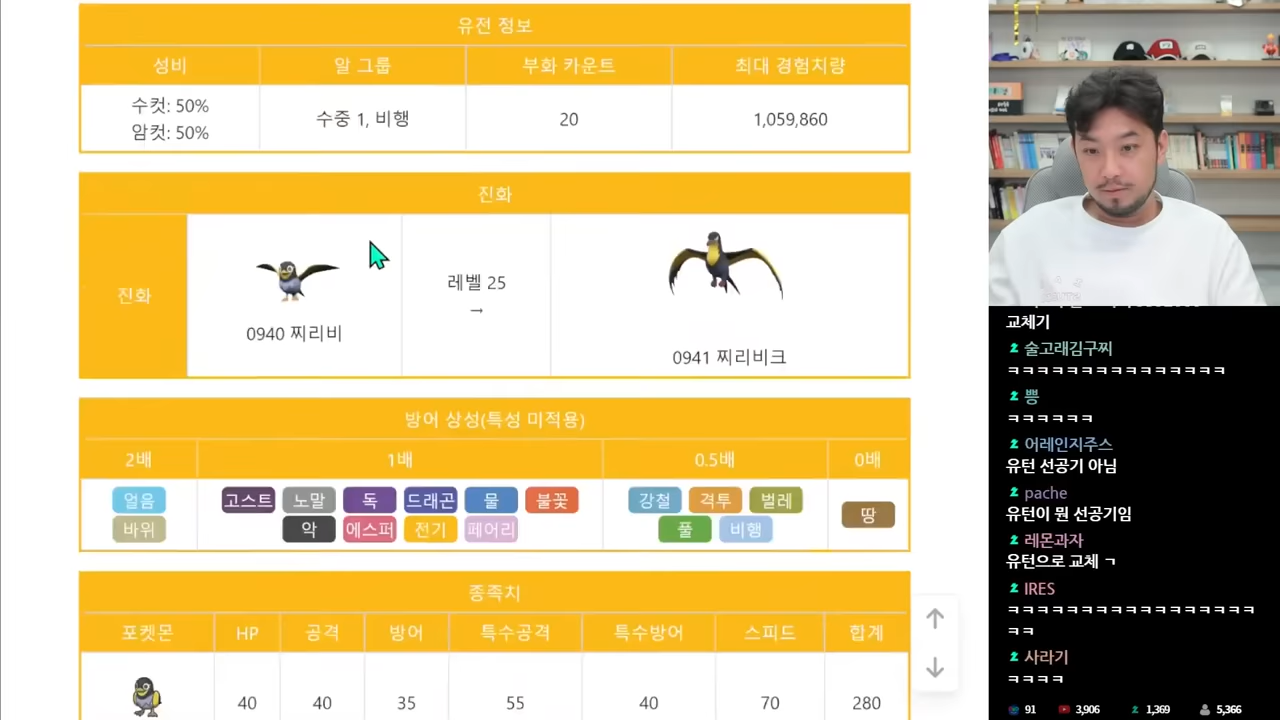 유전 정보
성비 알 그룹 부화 카운트 최대 경험치량
수컷: 50%
암컷: 50%
수중 1, 비행
20
1,059,860
진화
진화
0940 찌리비
레벨 25
→
0941 찌리비크
방어 상성(특성 미적용)
2배 1배 0.5배 0배
얼음 고스트 노말 독 드래곤 물 불꽃 강철 격투 벌레 땅
바위 악 에스퍼 전기 페어리 풀 비행
종족치
포켓몬 HP 공격 방어 특수공격 특수방어 스피드 합계
40 40 35 55 40 70 280
교체기
술고래김구찌
ㅋㅋㅋㅋㅋㅋㅋㅋㅋㅋㅋㅋㅋㅋㅋ
쁭
ㅋㅋㅋㅋㅋㅋ
어레인지주스
유턴 선공기 아님
pache
유턴이 뭔 선공기임
레몬과자
유턴으로 교체 ㄱ
IRES
ㅋㅋㅋㅋㅋㅋㅋㅋㅋㅋㅋㅋㅋㅋㅋㅋㅋ
ㅋㅋ
사라기
ㅋㅋㅋㅋ
91 3,906 1,369 5,366